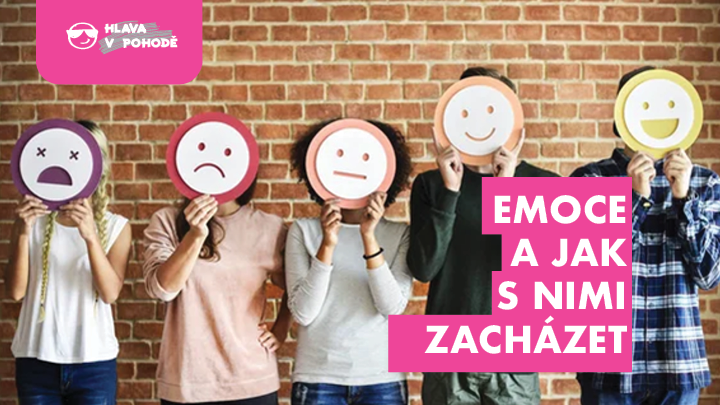 HLAVA
V POHODĚ
EMOCE
A JAK
S NIMI
ZACHÁZET